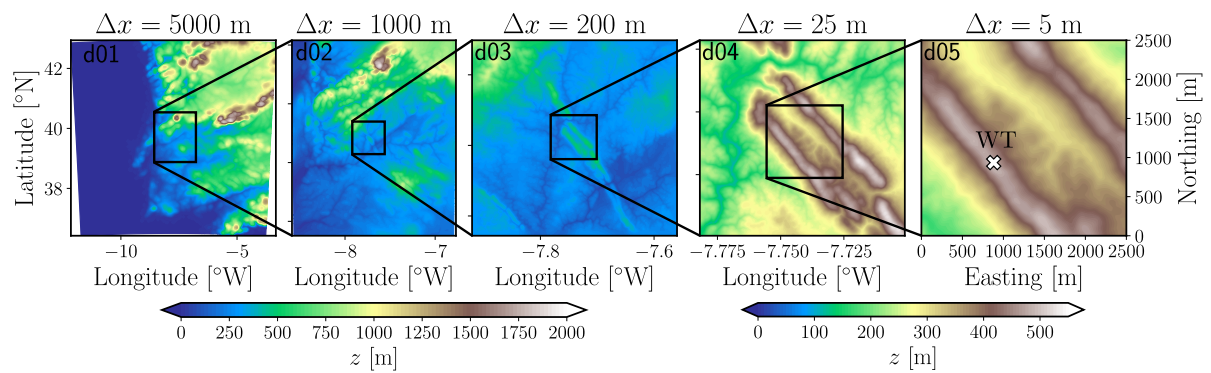 Δx = 5000 m Δx = 1000 m Δx = 200 m Δx = 25 m Δx = 5 m
d01 d02 d03 d04 d05
42
40
38
Latitude [°N]
WT
2500
2000
1500
1000
500
0
Northing [m]
−10 −5 −8 −7 −7.8 −7.6 −7.775 −7.750 −7.725 0 500 1000 1500 2000 2500
Longitude [°W] Longitude [°W] Longitude [°W] Longitude [°W] Easting [m]
0 250 500 750 1000 1250 1500 1750 2000 0 100 200 300 400 500
z [m] z [m]